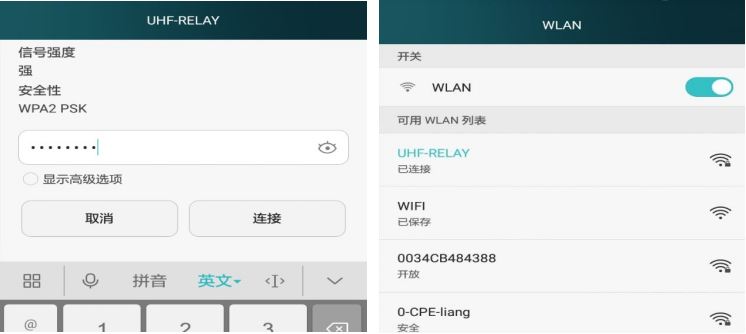 UHF-RELAY
信号强度
强
安全性
WPA2 PSK
••••••••
显示高级选项
取消
连接
拼音
英文
@
1
2
3
WLAN
开关
WLAN
可用 WLAN 列表
UHF-RELAY
已连接
WIFI
已保存
0034CB484388
开放
0-CPE-liang
安全